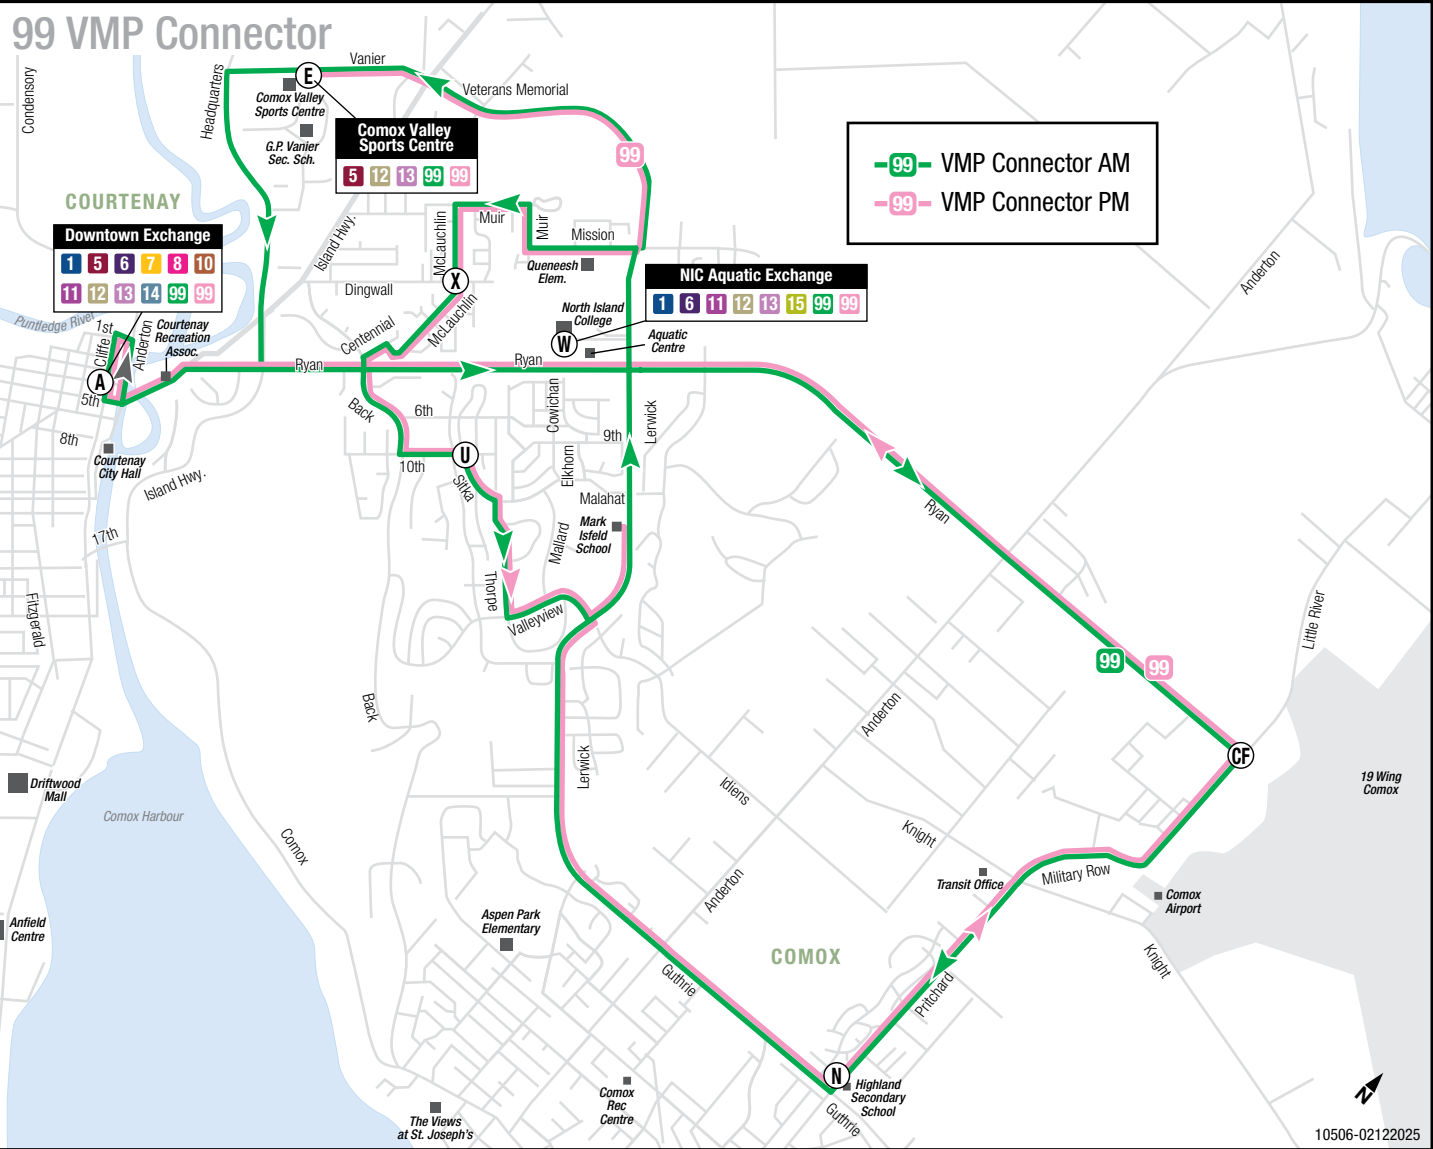 99 VMP Connector
Condensory
Headquarters
Vanier
E
Comox Valley
Sports Centre
G.P. Vanier
Sec. Sch.
Veterans Memorial
Comox Valley
Sports Centre
5 12 13 99 99
99
99 VMP Connector AM
99 VMP Connector PM
COURTENAY
Downtown Exchange
1 5 6 7 8 10
11 12 13 14 99 99
Island Hwy.
McLauchlin
Muir
Muir
Mission
Queneesh
Elem.
X
Dingwall
McLauchlin
Centennial
NIC Aquatic Exchange
1 6 11 12 13 15 99 99
North Island
College
W
Aquatic
Centre
Anderton
Puntledge River
1st
Cliffe
Anderton
Courtenay
Recreation
Assoc.
A
5th
Ryan
Ryan
8th
Courtenay
City Hall
Island Hwy.
17th
Back
6th
10th
U
Sitka
Cowichan
Elkhorn
9th
Lerwick
Malahat
Mark
Isfeld
School
Mallard
Thorpe
Valleyview
Ryan
Fitzgerald
Back
Lerwick
99
99
Little River
CF
19 Wing
Comox
Anderton
Idiens
Knight
Driftwood
Mall
Comox Harbour
Comox
Transit Office
Military Row
Comox
Airport
Knight
Anderton
Aspen Park
Elementary
Anfield
Centre
COMOX
Guthrie
Pritchard
N
Highland
Secondary
School
Guthrie
Comox
Rec
Centre
The Views
at St. Joseph's
N
10506-02122025